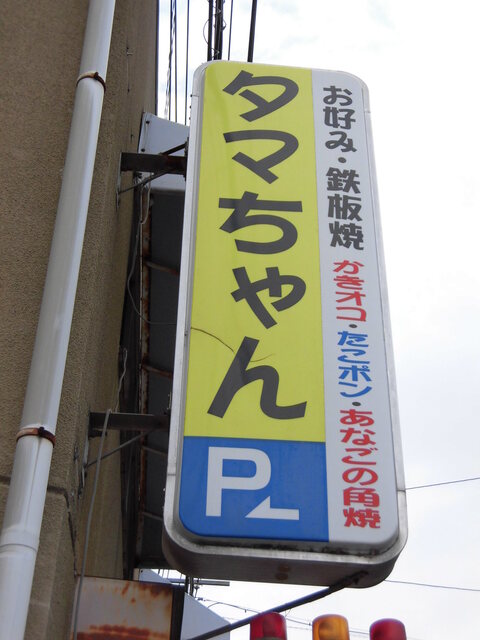 お好み・鉄板焼
かきオコ・たこポン・あなごの角焼
タマちゃん
P